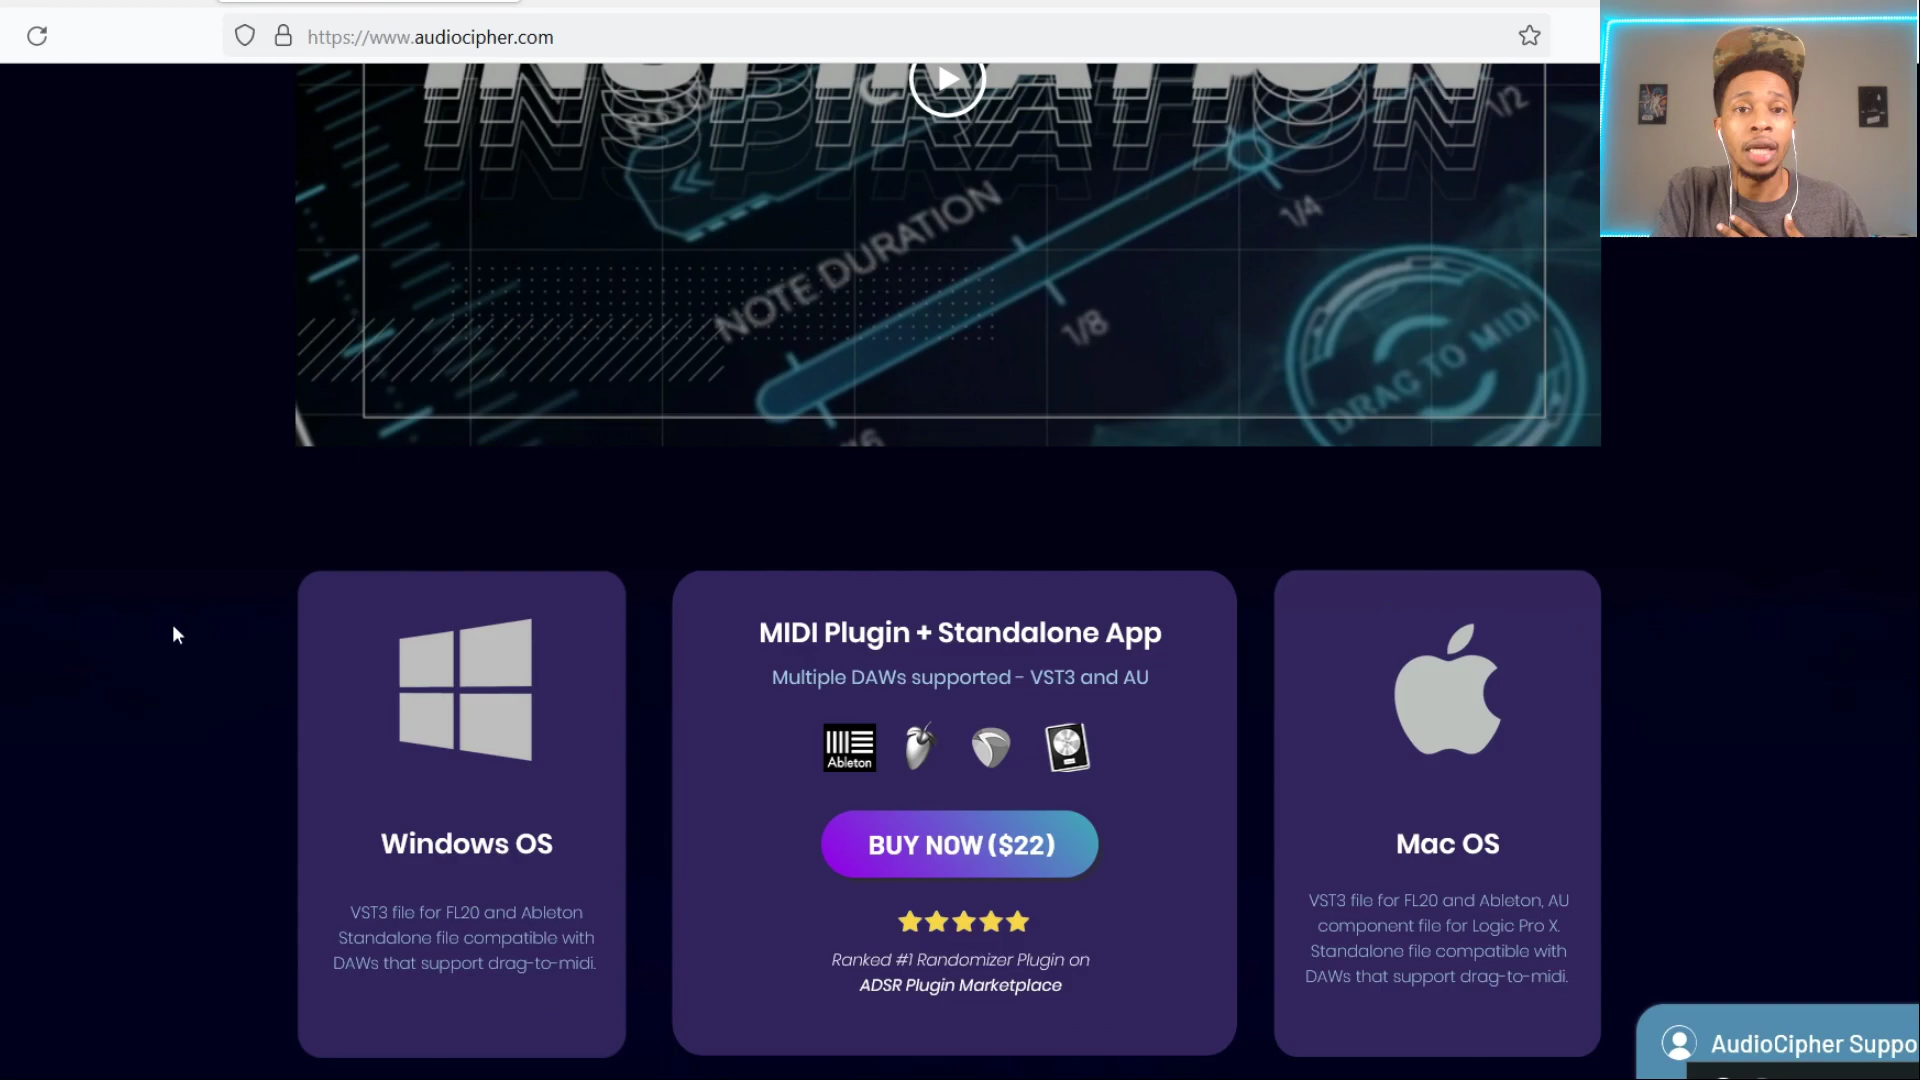 https://www.audiocipher.com
INSPIRATION
1/2
1/4
NOTE DURATION
1/8
DRAG TO MIDI
MIDI Plugin + Standalone App
Multiple DAWs supported - VST3 and AU
Ableton
Windows OS
BUY NOW ($22)
Mac OS
VST3 file for FL20 and Ableton
Standalone file compatible with
DAWs that support drag-to-midi.
Ranked #1 Randomizer Plugin on
ADSR Plugin Marketplace
VST3 file for FL20 and Ableton, AU
component file for Logic Pro X.
Standalone file compatible with
DAWs that support drag-to-midi.
AudioCipher Suppo